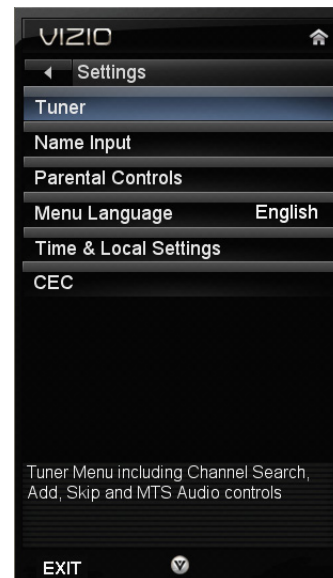 VIZIO
Settings
Tuner
Name Input
Parental Controls
Menu Language English
Time & Local Settings
CEC
Tuner Menu including Channel Search,
Add, Skip and MTS Audio controls
EXIT
V